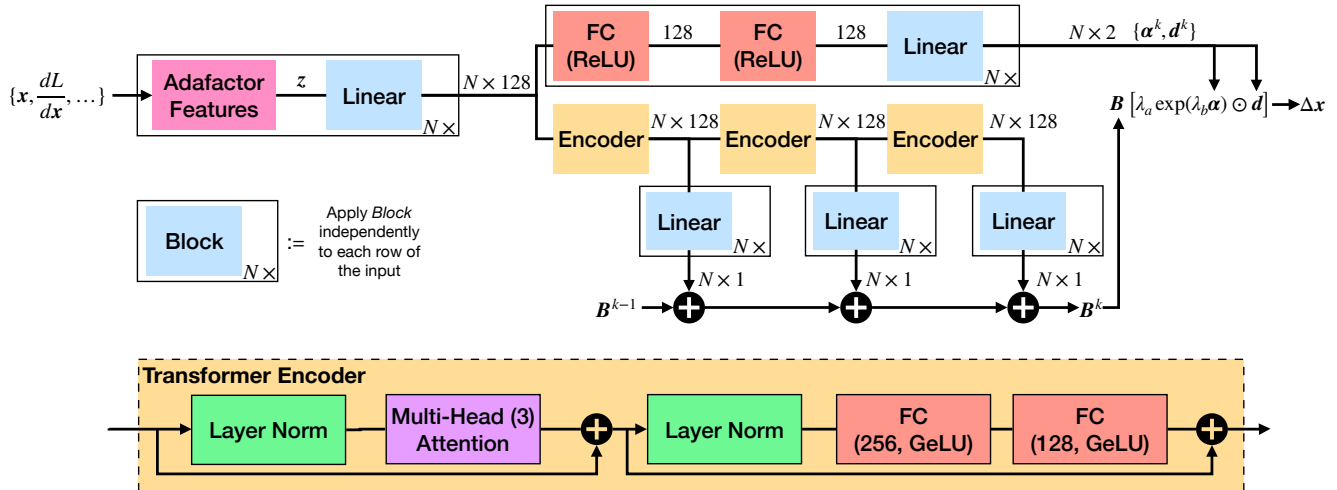 {x, dL/dx, …}
Adafactor
Features
z
Linear
N ×
N × 128
FC
(ReLU)
128
FC
(ReLU)
128
Linear
N ×
N × 2
{α^k, d^k}
B [λ_a exp(λ_b α) ⊙ d]
Δx
Encoder
N × 128
Encoder
N × 128
Encoder
N × 128
Linear
N ×
Linear
N ×
Linear
N ×
N × 1
N × 1
N × 1
B^{k−1}
+
+
+
B^k
Block
N ×
:=
Apply Block
independently
to each row of
the input
Transformer Encoder
Layer Norm
Multi-Head (3)
Attention
+
Layer Norm
FC
(256, GeLU)
FC
(128, GeLU)
+